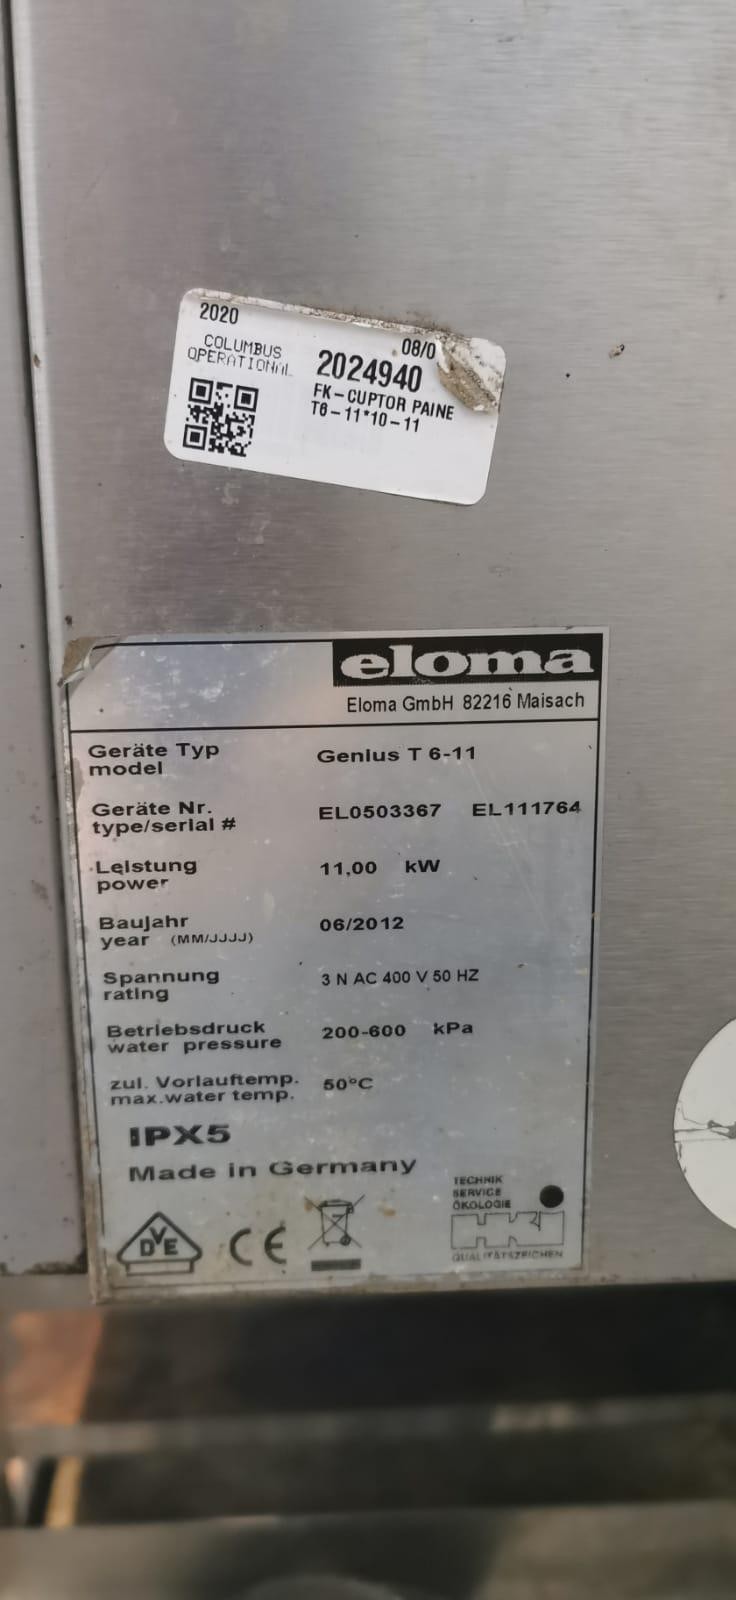 2020
08/0
COLUMBUS
OPERATIONAL
2024940
FK-CUPTOR PAINE
T6-11*10-11
eloma
Eloma GmbH 82216 Maisach
Geräte Typ
model
Genius T 6-11
Geräte Nr.
type/serial #
EL0503367 EL111764
Leistung
power
11,00 kW
Baujahr
year (MM/JJJJ)
06/2012
Spannung
rating
3 N AC 400 V 50 HZ
Betriebsdruck
water pressure
200-600 kPa
zul. Vorlauftemp.
max.water temp.
50°C
IPX5
Made in Germany
TECHNIK
SERVICE
ÖKOLOGIE
DVE
CE
HKI
QUALITÄTSZEICHEN